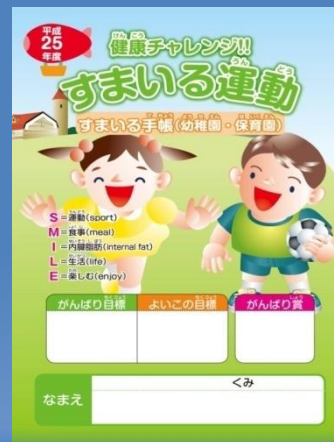 平成
25
年度
健康チャレンジ!!
すまいる運動
すまいる手帳(幼稚園・保育園)
S=運動(sport)
M=食事(meal)
I=内臓脂肪(internal fat)
L=生活(life)
E=楽しむ(enjoy)
がんばり目標 よいこの目標 がんばり賞
くみ
なまえ